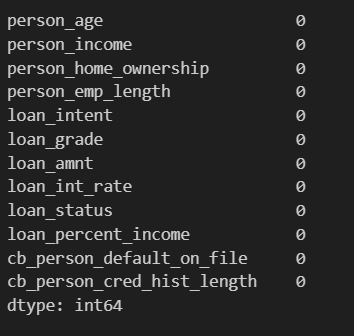 person_age 0
person_income 0
person_home_ownership 0
person_emp_length 0
loan_intent 0
loan_grade 0
loan_amnt 0
loan_int_rate 0
loan_status 0
loan_percent_income 0
cb_person_default_on_file 0
cb_person_cred_hist_length 0
dtype: int64